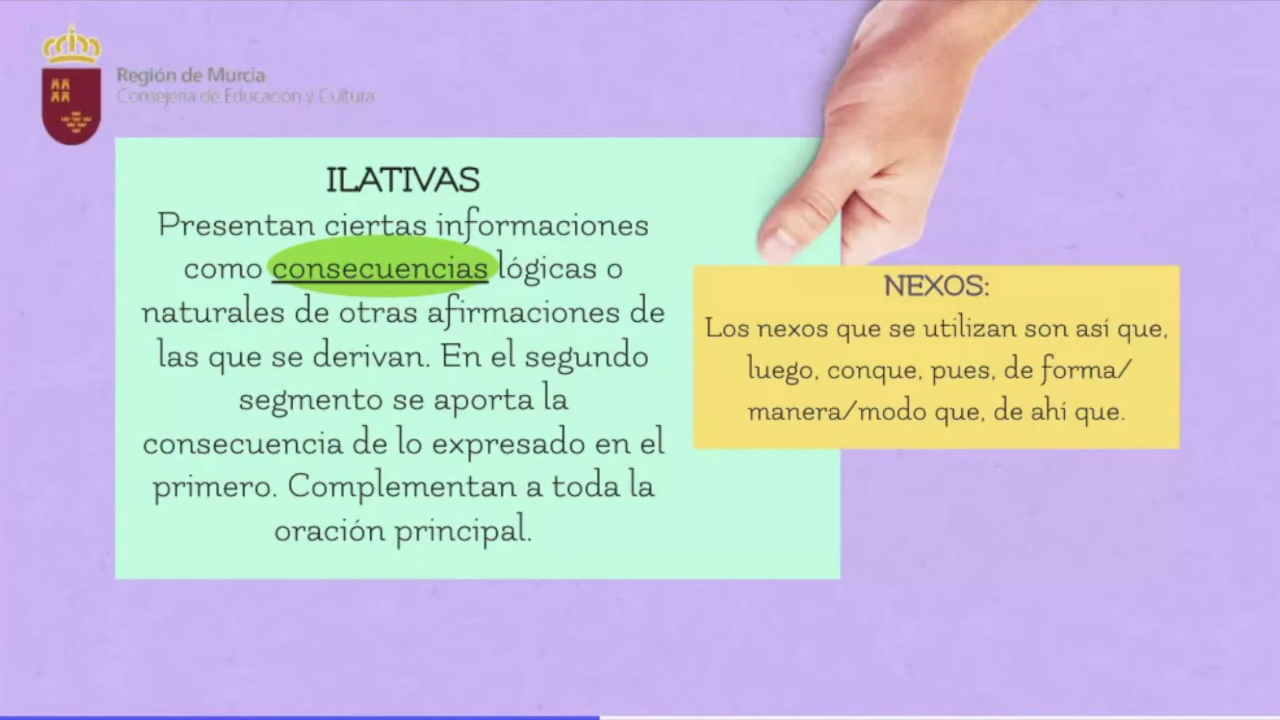 Región de Murcia
Consejería de Educación y Cultura
ILATIVAS
Presentan ciertas informaciones
como consecuencias lógicas o
naturales de otras afirmaciones de
las que se derivan. En el segundo
segmento se aporta la
consecuencia de lo expresado en el
primero. Complementan a toda la
oración principal.
NEXOS:
Los nexos que se utilizan son así que,
luego, conque, pues, de forma/
manera/modo que, de ahí que.